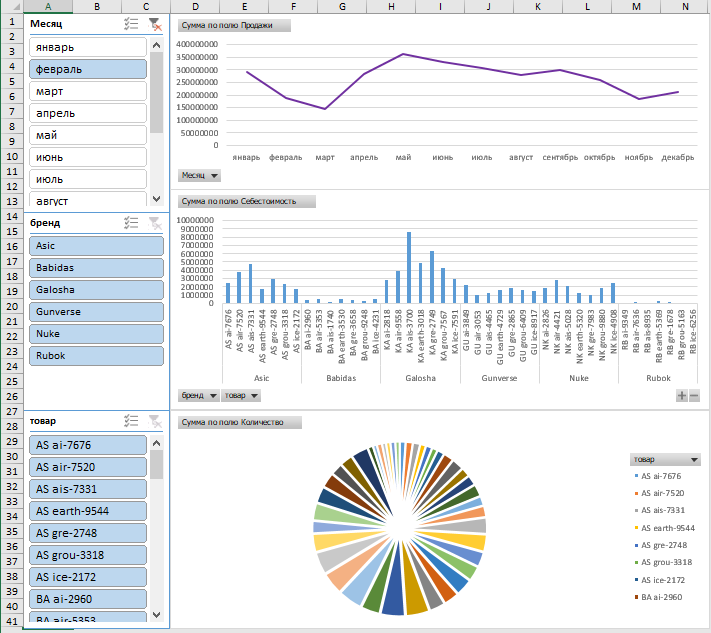 A B C D E F G H I J K L M N
1
2
3
4
5
6
7
8
9
10
11
12
13
14
15
16
17
18
19
20
21
22
23
24
25
26
27
28
29
30
31
32
33
34
35
36
37
38
39
40
41
Месяц
январь
февраль
март
апрель
май
июнь
июль
август
бренд
Asic
Babidas
Galosha
Gunverse
Nuke
Rubok
товар
AS ai-7676
AS air-7520
AS ais-7331
AS earth-9544
AS gre-2748
AS grou-3318
AS ice-2172
BA ai-2960
BA air-5353
Сумма по полю Продажи
400000000
350000000
300000000
250000000
200000000
150000000
100000000
50000000
0
январь февраль март апрель май июнь июль август сентябрь октябрь ноябрь декабрь
Месяц
Сумма по полю Себестоимость
10000000
9000000
8000000
7000000
6000000
5000000
4000000
3000000
2000000
1000000
0
AS ai-7676
AS air-7520
AS ais-7331
AS earth-9544
AS gre-2748
AS grou-3318
AS ice-2172
BA ai-2960
BA air-5353
BA ais-1740
BA earth-3530
BA gre-3658
BA grou-9248
BA ice-4231
KA ai-2818
KA air-9558
KA ais-3700
KA earth-3018
KA gre-2749
KA grou-7567
KA ice-7591
GU ai-3849
GU air-3053
GU ais-4465
GU earth-4729
GU gre-2865
GU grou-6409
GU ice-8917
NK ai-2826
NK air-4421
NK ais-5028
NK earth-5320
NK gre-7983
NK grou-9880
NK ice-4908
RB ai-9349
RB air-7636
RB ais-8935
RB earth-5369
RB gre-1678
RB grou-5163
RB ice-6256
Asic Babidas Galosha Gunverse Nuke Rubok
бренд товар
Сумма по полю Количество
товар
AS ai-7676
AS air-7520
AS ais-7331
AS earth-9544
AS gre-2748
AS grou-3318
AS ice-2172
BA ai-2960